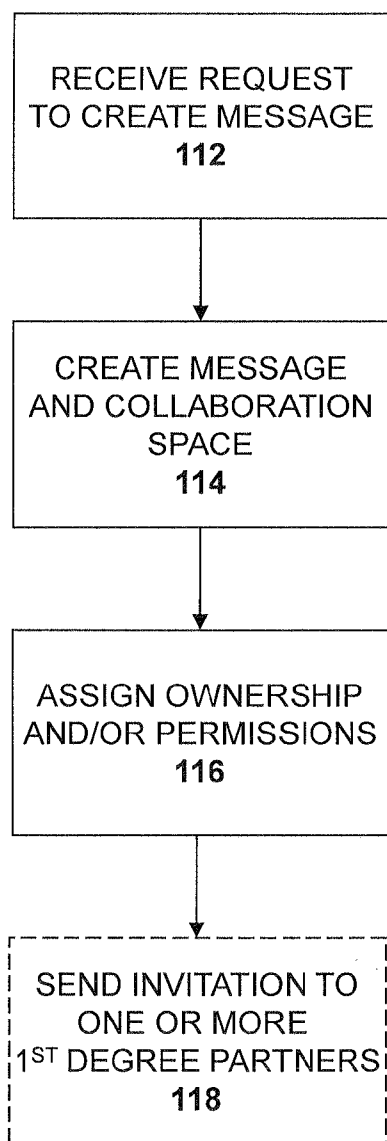 RECEIVE REQUEST
TO CREATE MESSAGE
112
CREATE MESSAGE
AND COLLABORATION
SPACE
114
ASSIGN OWNERSHIP
AND/OR PERMISSIONS
116
SEND INVITATION TO
ONE OR MORE
1ST DEGREE PARTNERS
118